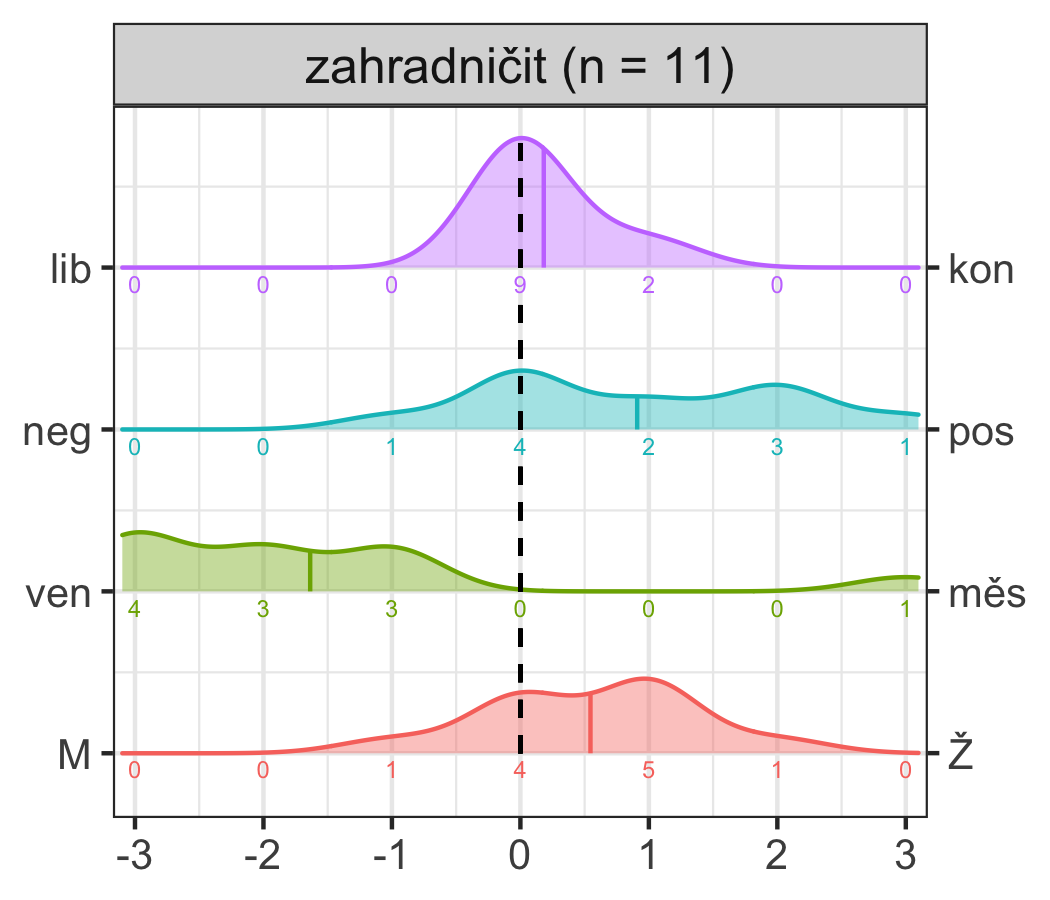 zahradničit (n = 11)
lib kon
0 0 0 9 2 0 0
neg pos
0 0 1 4 2 3 1
ven měs
4 3 3 0 0 0 1
M Ž
0 0 1 4 5 1 0
-3 -2 -1 0 1 2 3